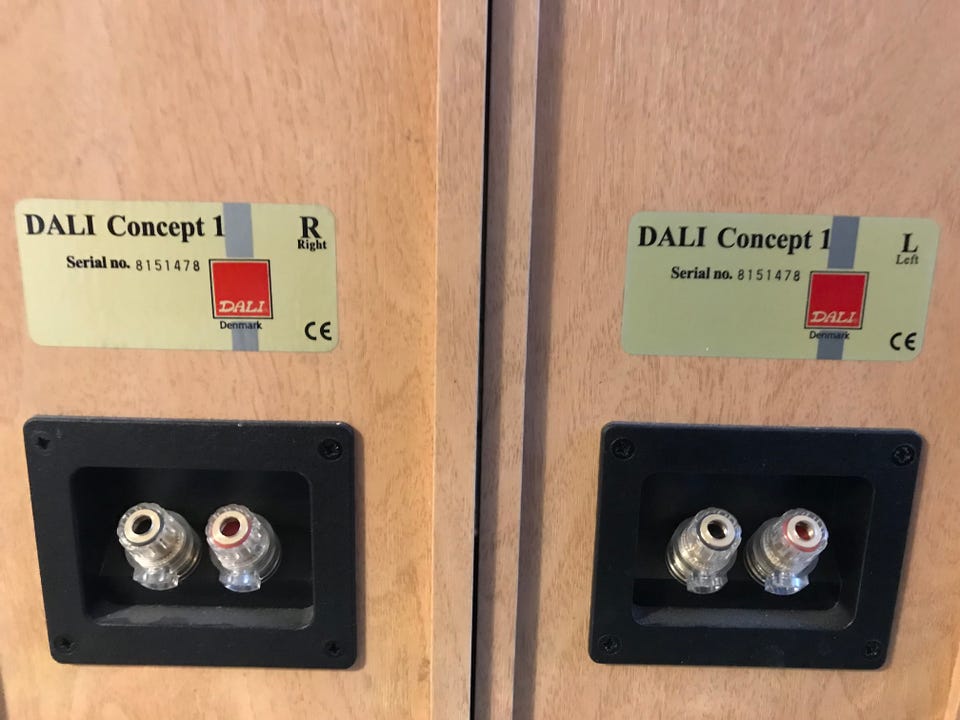 DALI Concept 1
R
Right
Serial no. 8151478
DALI
Denmark
CE
DALI Concept 1
L
Left
Serial no. 8151478
DALI
Denmark
CE